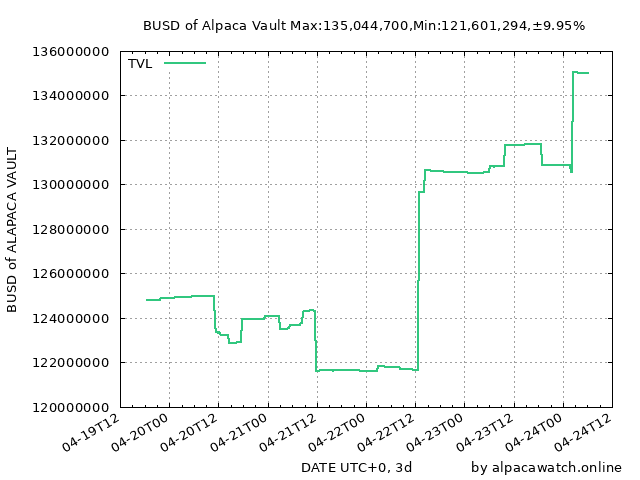 BUSD of Alpaca Vault Max:135,044,700,Min:121,601,294,±9.95%
TVL
136000000
134000000
132000000
130000000
128000000
126000000
124000000
122000000
120000000
BUSD of ALAPACA VAULT
04-19T12
04-20T00
04-20T12
04-21T00
04-21T12
04-22T00
04-22T12
04-23T00
04-23T12
04-24T00
04-24T12
DATE UTC+0, 3d
by alpacawatch.online